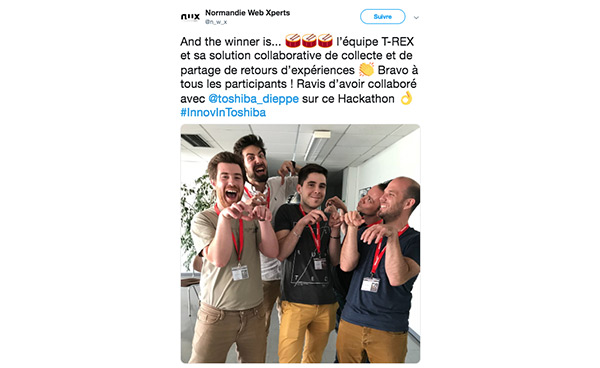 nwx
Normandie Web Xperts
@n_w_x
Suivre
And the winner is... 🥁🥁🥁 l'équipe T-REX
et sa solution collaborative de collecte et de
partage de retours d'expériences 👏 Bravo à
tous les participants ! Ravis d'avoir collaboré
avec @toshiba_dieppe sur ce Hackathon 👌
#InnovInToshiba